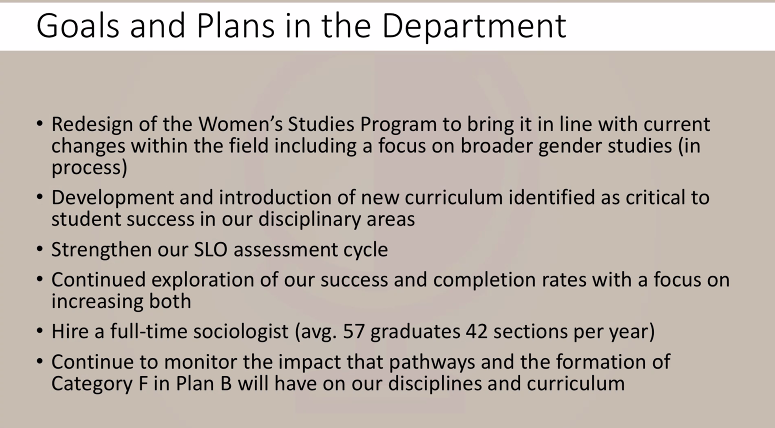 Goals and Plans in the Department
• Redesign of the Women’s Studies Program to bring it in line with current
changes within the field including a focus on broader gender studies (in
process)
• Development and introduction of new curriculum identified as critical to
student success in our disciplinary areas
• Strengthen our SLO assessment cycle
• Continued exploration of our success and completion rates with a focus on
increasing both
• Hire a full-time sociologist (avg. 57 graduates 42 sections per year)
• Continue to monitor the impact that pathways and the formation of
Category F in Plan B will have on our disciplines and curriculum